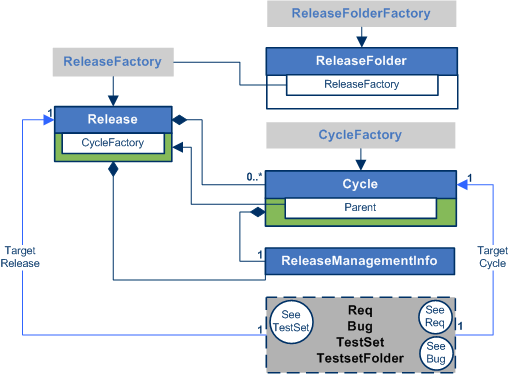 ReleaseFolderFactory
ReleaseFactory
ReleaseFolder
ReleaseFactory
1
Release
CycleFactory
CycleFactory
0..*
Cycle
1
Parent
Target
Release
1
ReleaseManagementInfo
Target
Cycle
See
TestSet
Req
Bug
TestSet
TestsetFolder
See
Req
See
Bug
1
1